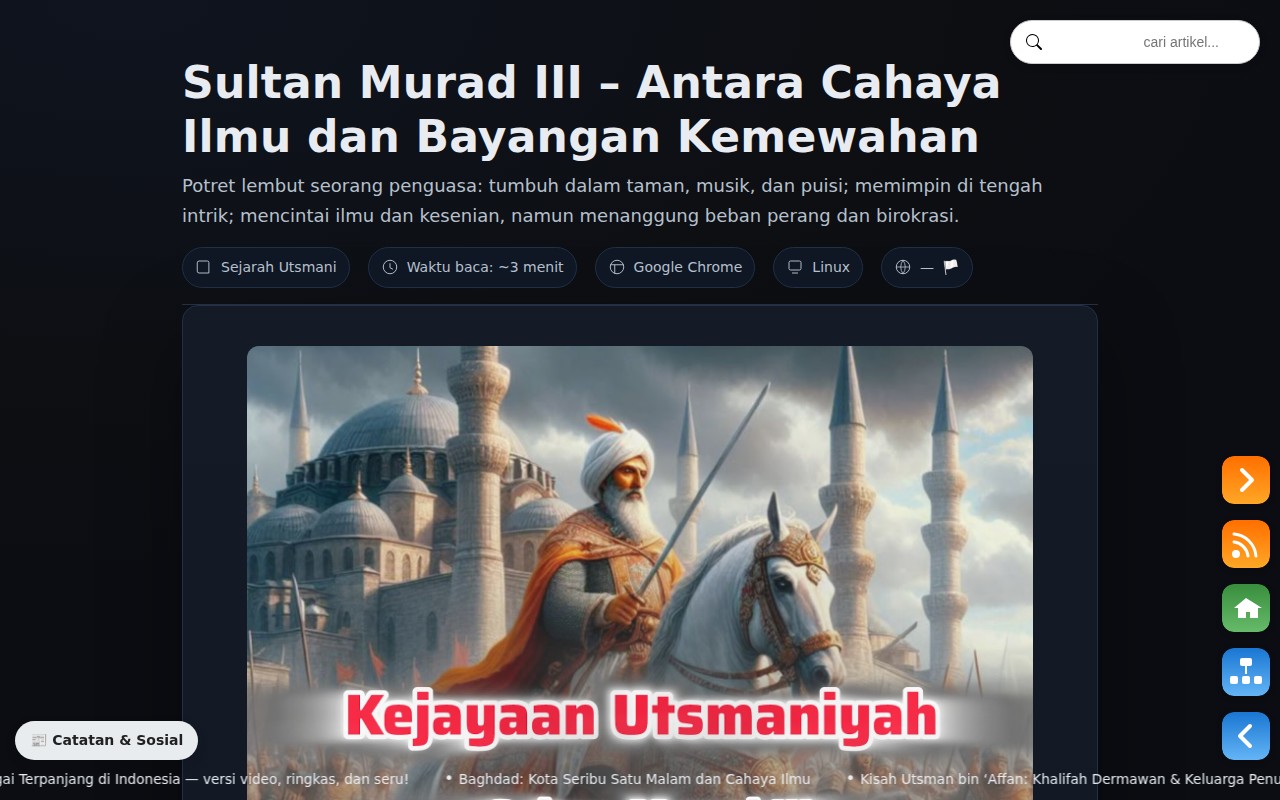 cari artikel...
Sultan Murad III – Antara Cahaya
Ilmu dan Bayangan Kemewahan
Potret lembut seorang penguasa: tumbuh dalam taman, musik, dan puisi; memimpin di tengah
intrik; mencintai ilmu dan kesenian, namun menanggung beban perang dan birokrasi.
Sejarah Utsmani
Waktu baca: ~3 menit
Google Chrome
Linux
—
Kejayaan Utsmaniyah
Catatan & Sosial
gai Terpanjang di Indonesia — versi video, ringkas, dan seru! • Baghdad: Kota Seribu Satu Malam dan Cahaya Ilmu • Kisah Utsman bin ‘Affan: Khalifah Dermawan & Keluarga Penu